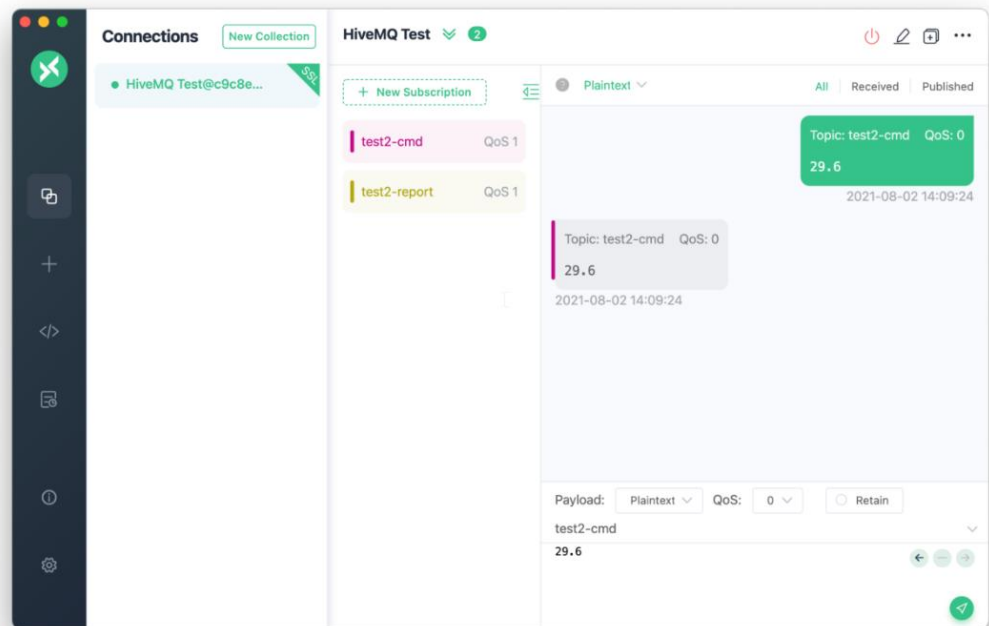 Connections
New Collection
HiveMQ Test
2
HiveMQ Test@c9c8e...
SSL
+ New Subscription
Plaintext
All
Received
Published
test2-cmd QoS 1
test2-report QoS 1
Topic: test2-cmd QoS: 0
29.6
2021-08-02 14:09:24
Topic: test2-cmd QoS: 0
29.6
2021-08-02 14:09:24
Payload: Plaintext QoS: 0 Retain
test2-cmd
29.6